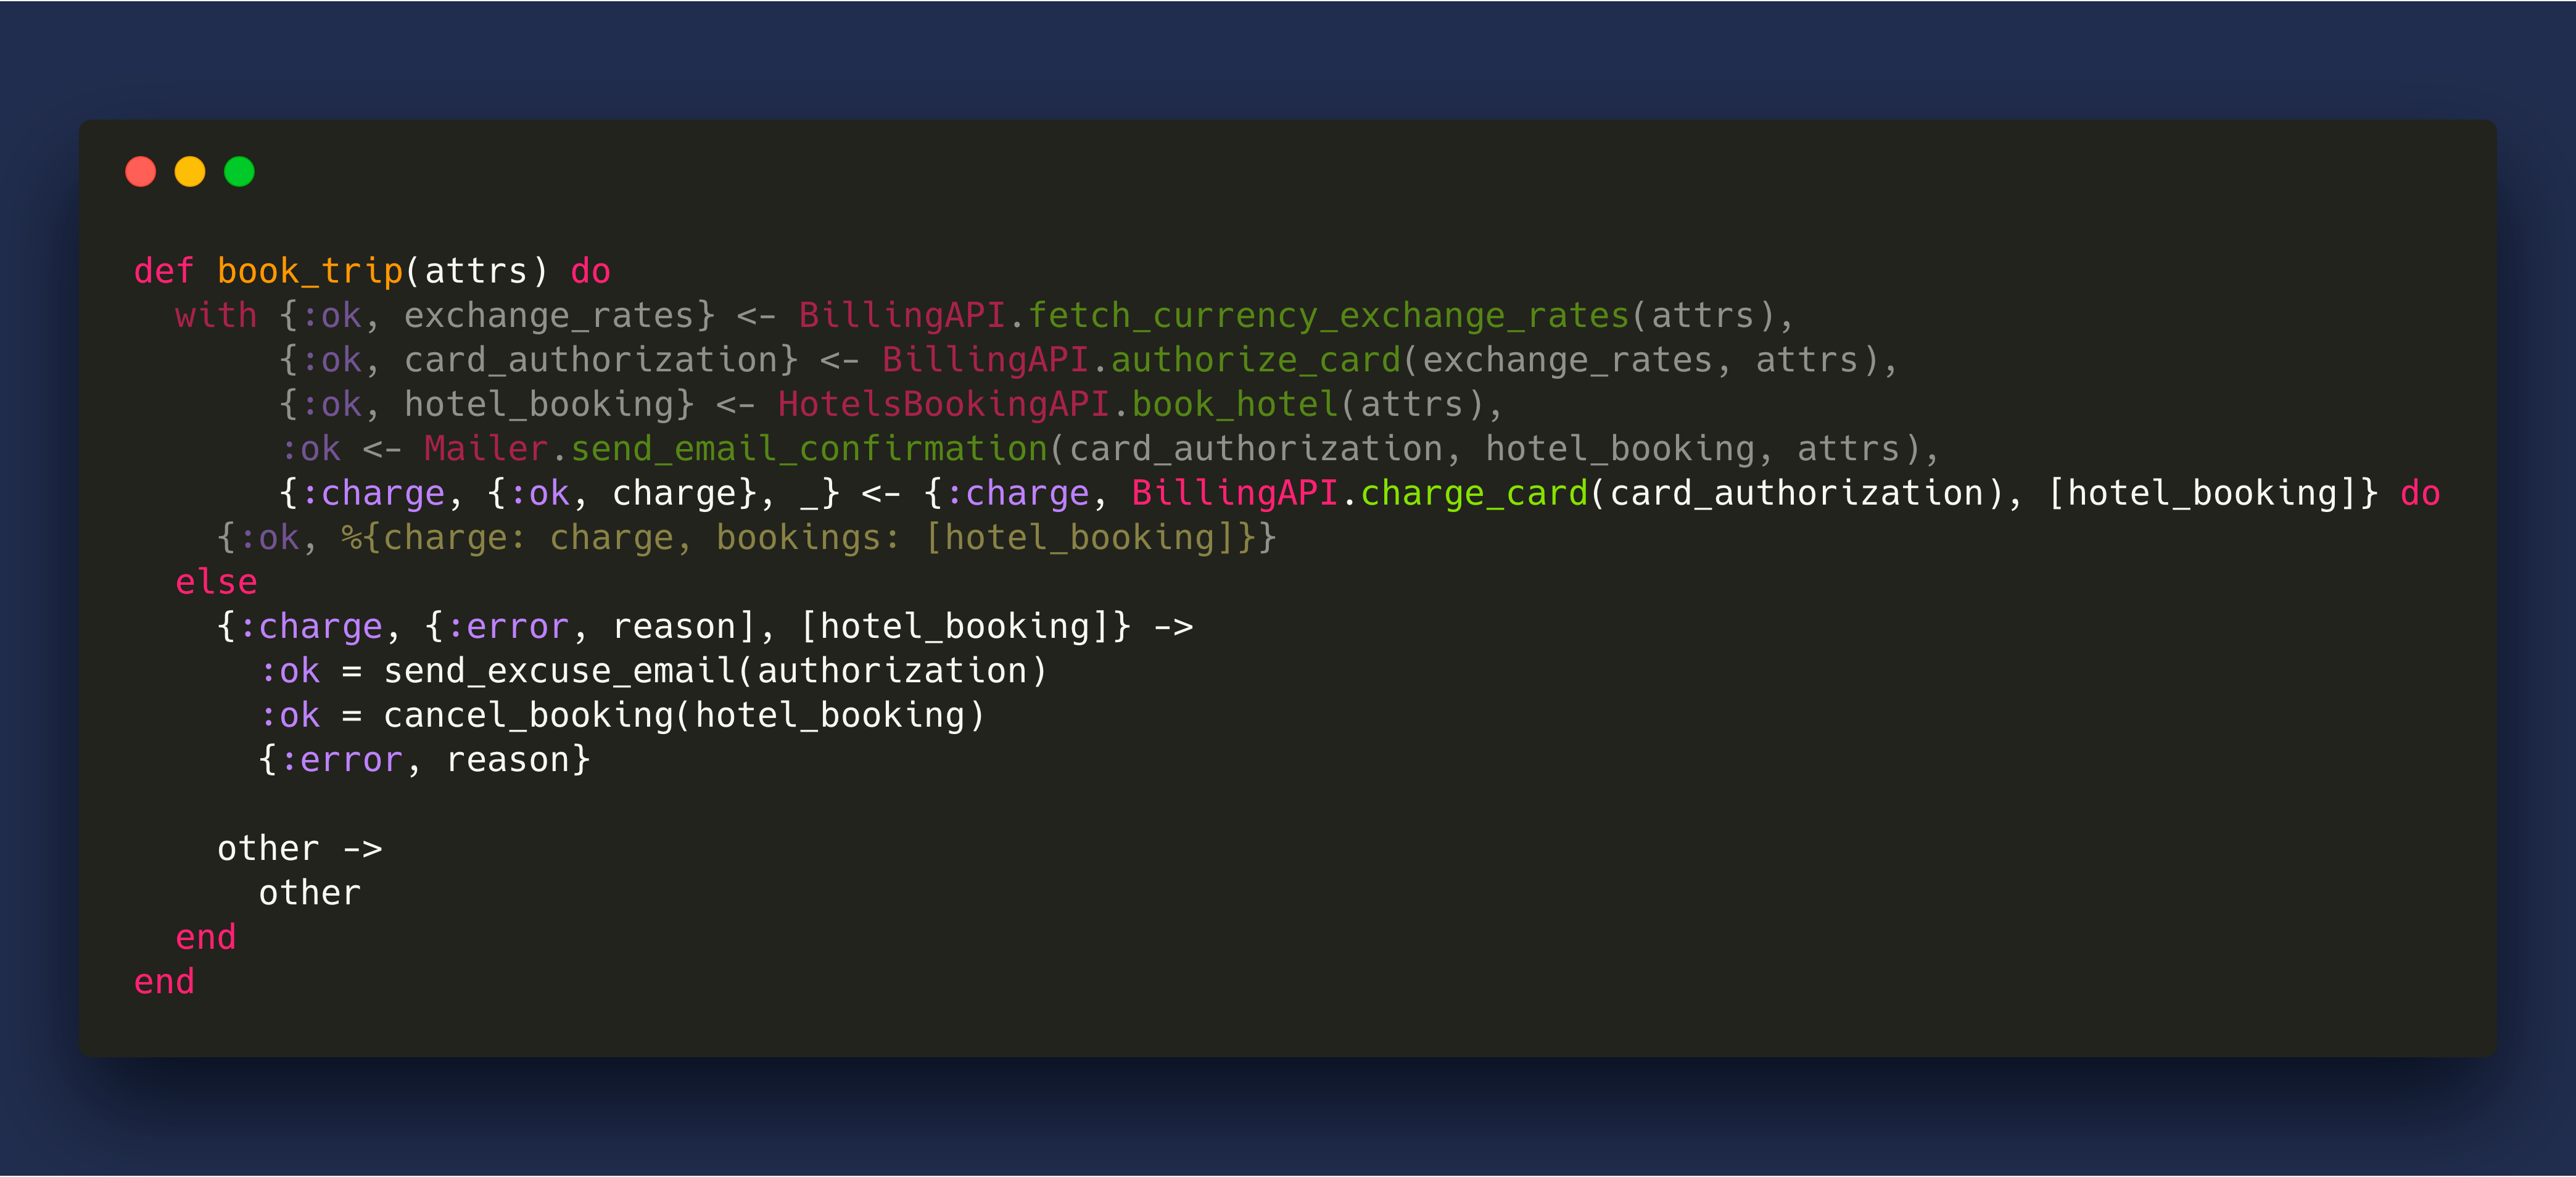 def book_trip(attrs) do
  with {:ok, exchange_rates} <- BillingAPI.fetch_currency_exchange_rates(attrs),
       {:ok, card_authorization} <- BillingAPI.authorize_card(exchange_rates, attrs),
       {:ok, hotel_booking} <- HotelsBookingAPI.book_hotel(attrs),
       :ok <- Mailer.send_email_confirmation(card_authorization, hotel_booking, attrs),
       {:charge, {:ok, charge}, _} <- {:charge, BillingAPI.charge_card(card_authorization), [hotel_booking]} do
    {:ok, %{charge: charge, bookings: [hotel_booking]}}
  else
    {:charge, {:error, reason], [hotel_booking]} ->
      :ok = send_excuse_email(authorization)
      :ok = cancel_booking(hotel_booking)
      {:error, reason}

    other ->
      other
  end
end